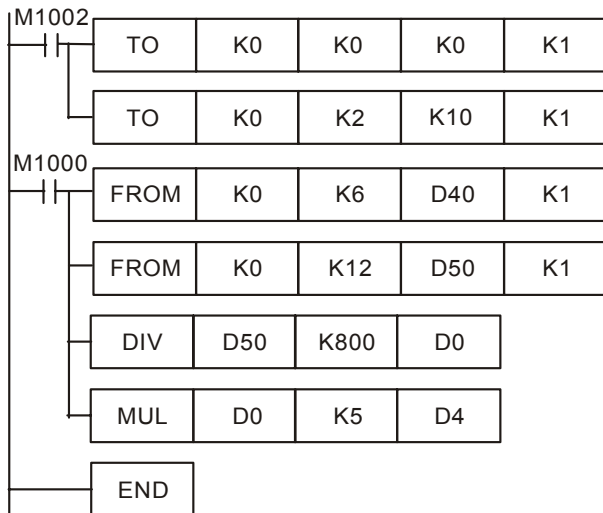 M1002
TO K0 K0 K0 K1
TO K0 K2 K10 K1
M1000
FROM K0 K6 D40 K1
FROM K0 K12 D50 K1
DIV D50 K800 D0
MUL D0 K5 D4
END